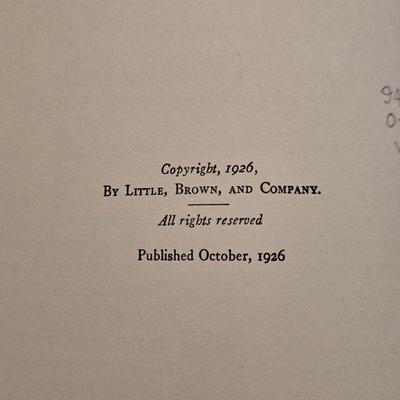 Copyright, 1926,
By Little, Brown, and Company.
All rights reserved
Published October, 1926